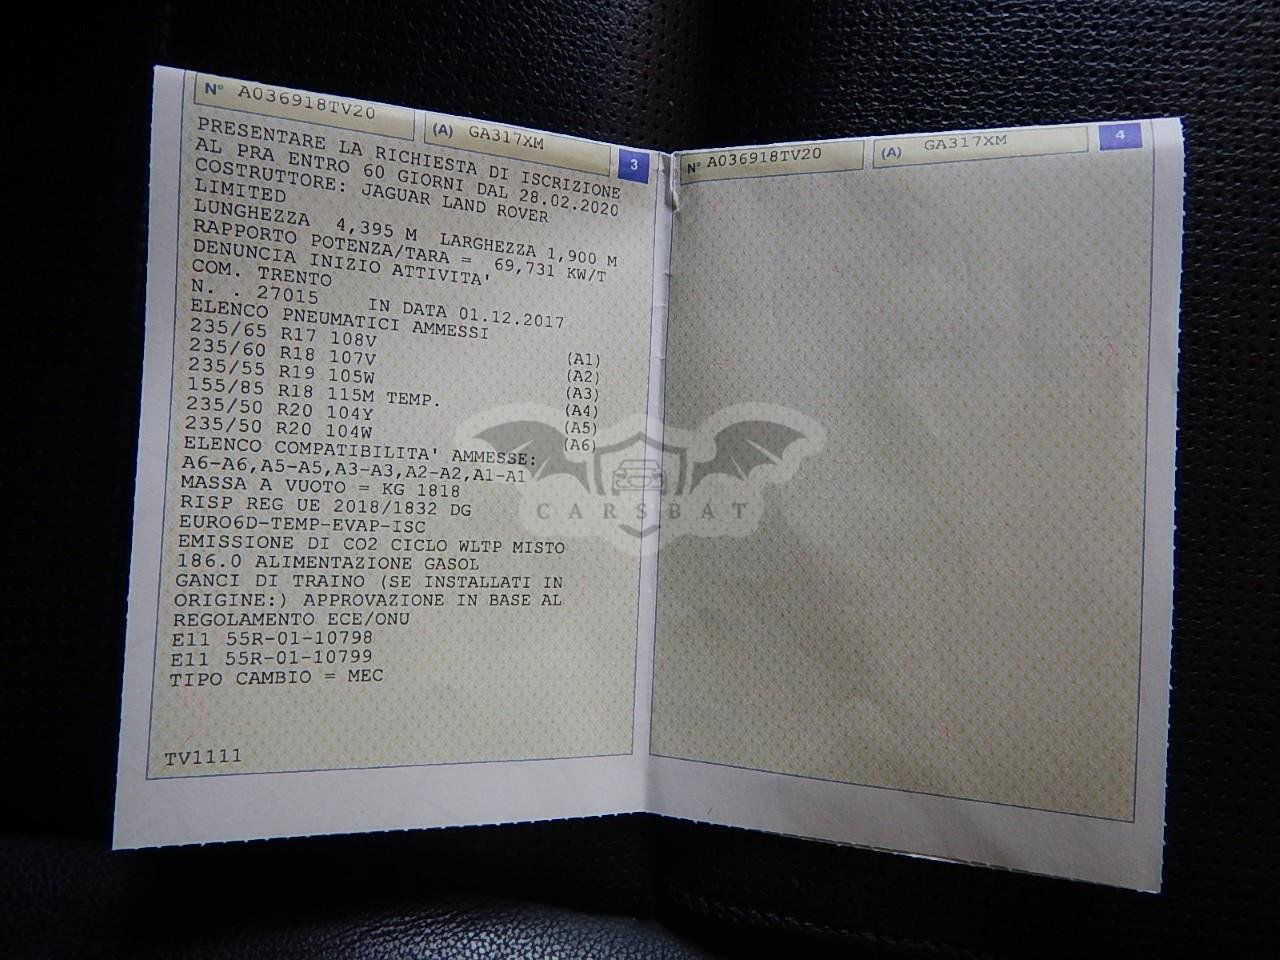 N° A036918TV20
(A) GA317XM
3
PRESENTARE LA RICHIESTA DI ISCRIZIONE
AL PRA ENTRO 60 GIORNI DAL 28.02.2020
COSTRUTTORE: JAGUAR LAND ROVER
LIMITED
LUNGHEZZA 4,395 M LARGHEZZA 1,900 M
RAPPORTO POTENZA/TARA = 69,731 KW/T
DENUNCIA INIZIO ATTIVITA'
COM. TRENTO
N. . 27015 IN DATA 01.12.2017
ELENCO PNEUMATICI AMMESSI
235/65 R17 108V (A1)
235/60 R18 107V (A2)
235/55 R19 105W (A3)
155/85 R18 115M TEMP. (A4)
235/50 R20 104Y (A5)
235/50 R20 104W (A6)
ELENCO COMPATIBILITA' AMMESSE:
A6-A6,A5-A5,A3-A3,A2-A2,A1-A1
MASSA A VUOTO = KG 1818
RISP REG UE 2018/1832 DG
EURO6D-TEMP-EVAP-ISC
EMISSIONE DI CO2 CICLO WLTP MISTO
186.0 ALIMENTAZIONE GASOL
GANCI DI TRAINO (SE INSTALLATI IN
ORIGINE:) APPROVAZIONE IN BASE AL
REGOLAMENTO ECE/ONU
E11 55R-01-10798
E11 55R-01-10799
TIPO CAMBIO = MEC
TV1111
N° A036918TV20
(A) GA317XM
4
CARSBAT